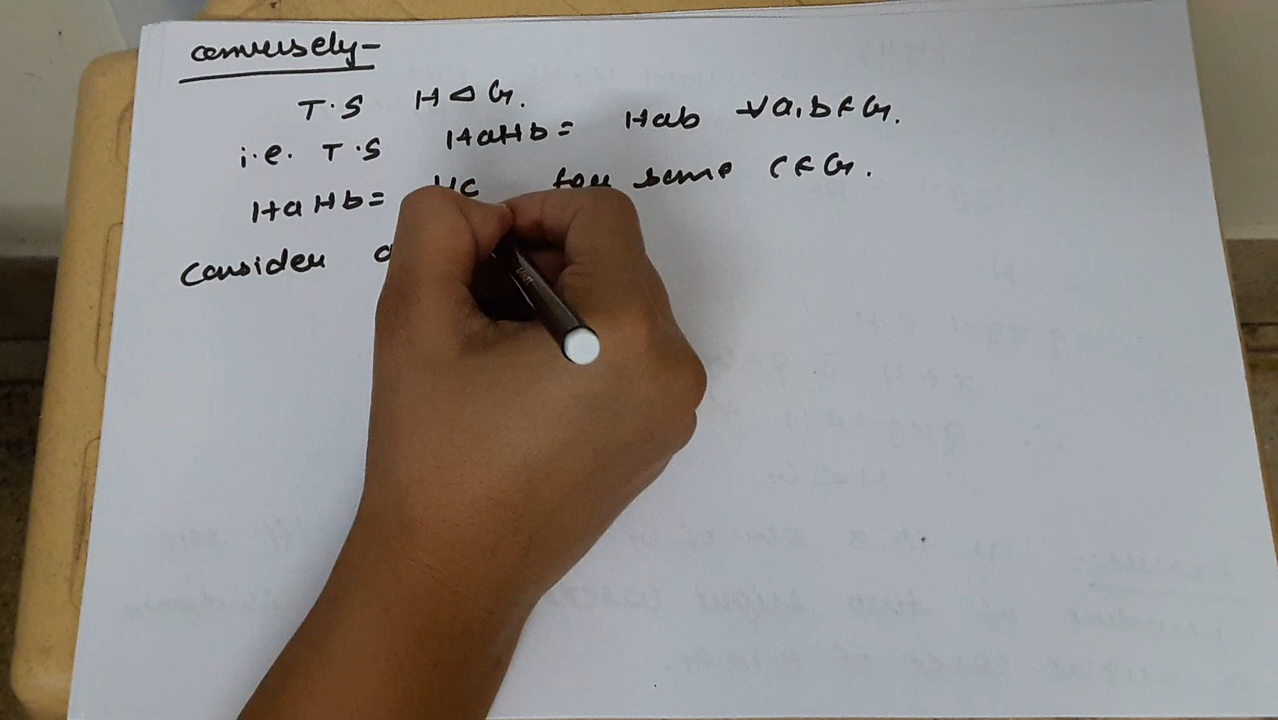 conversely-
T.S H △ G.
i.e. T.S HaHb = Hab ∀a,b∈G.
HaHb = Hc for some c∈G.
Consider